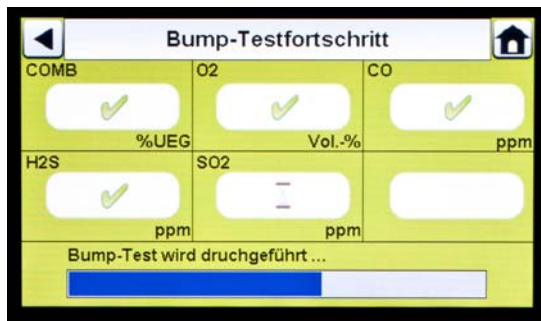 Bump-Testfortschritt
COMB O2 CO
%UEG Vol.-% ppm
H2S SO2
ppm ppm
Bump-Test wird druchgeführt ...